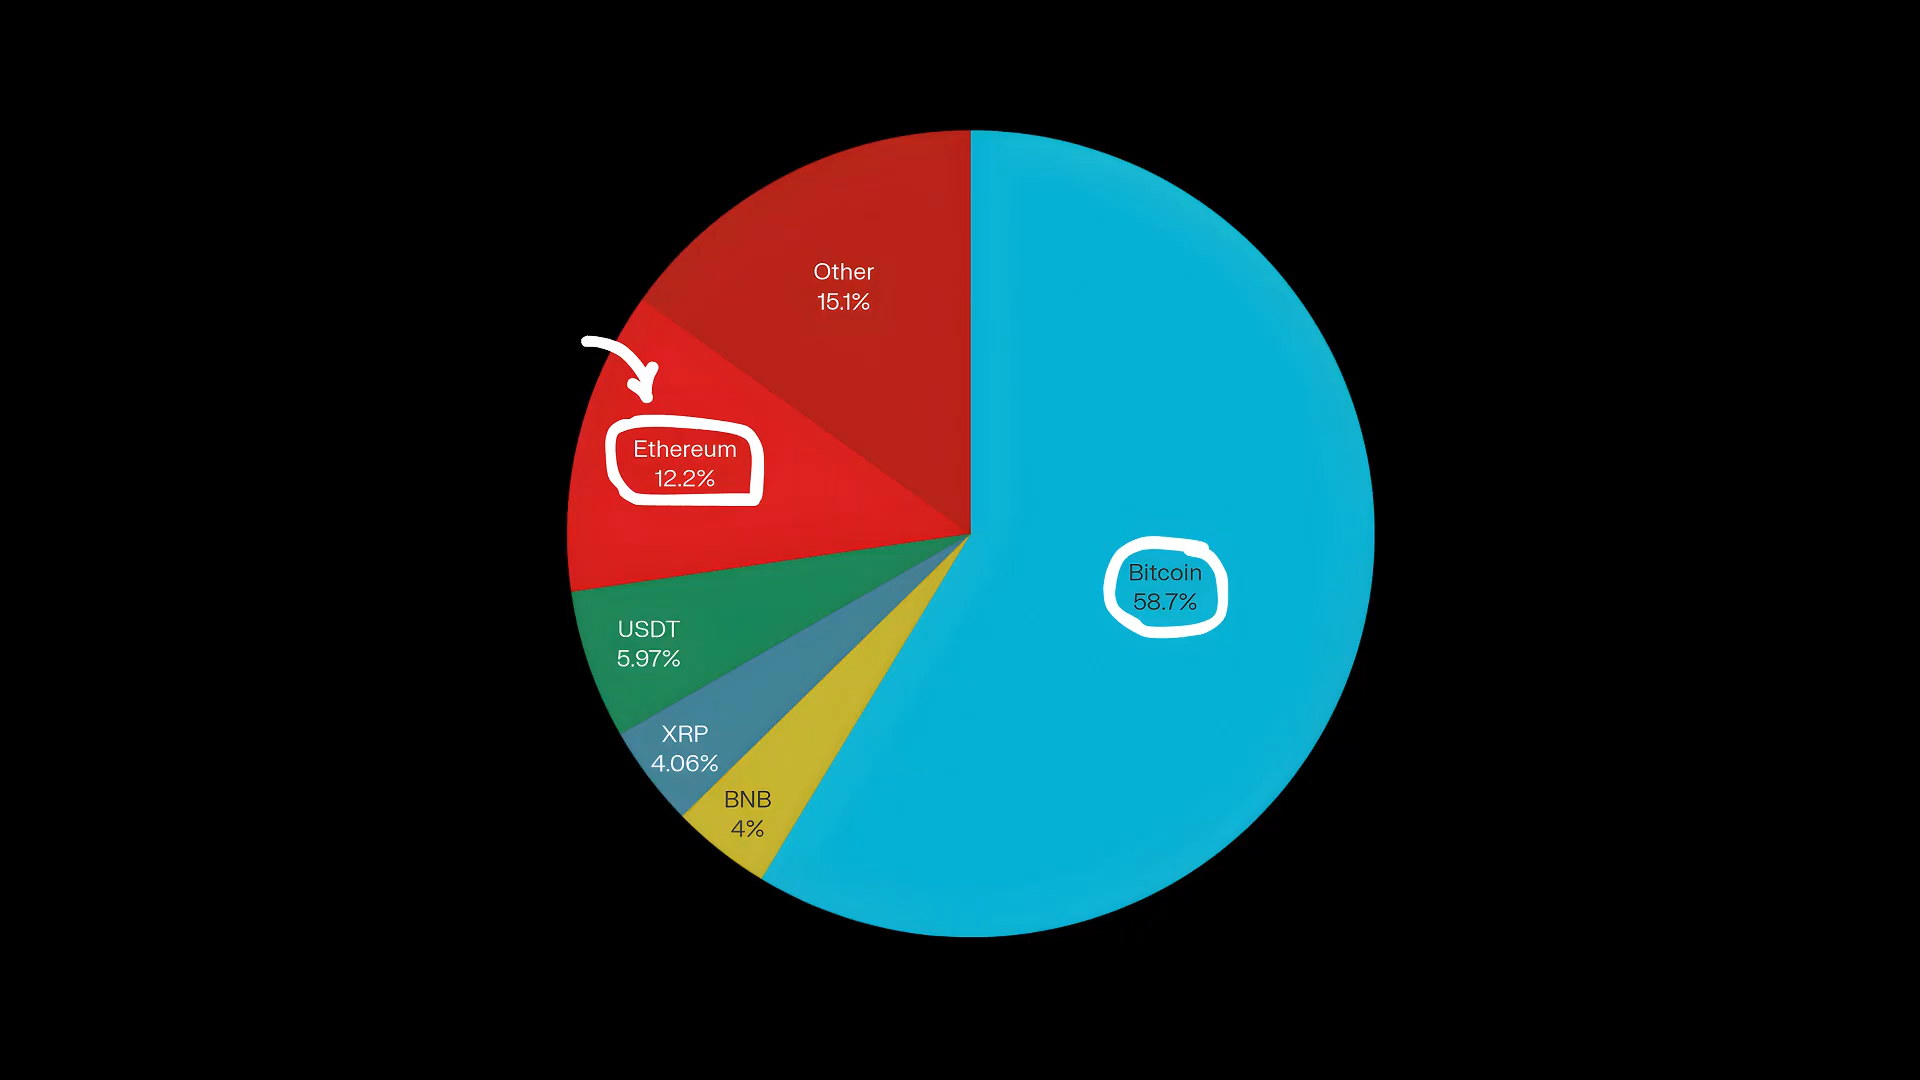 Other
15.1%
Ethereum
12.2%
Bitcoin
58.7%
USDT
5.97%
XRP
4.06%
BNB
4%